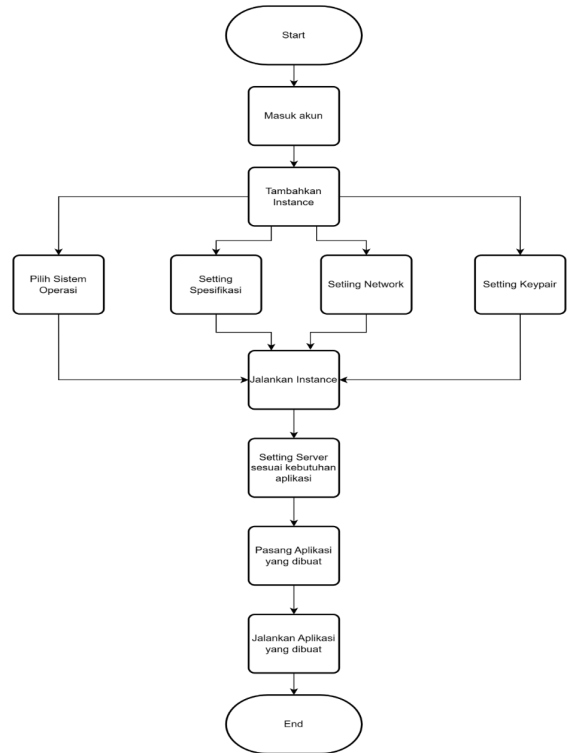 Start
Masuk akun
Tambahkan
Instance
Pilih Sistem
Operasi
Setting
Spesifikasi
Setiing Network
Setting Keypair
Jalankan Instance
Setting Server
sesuai kebutuhan
aplikasi
Pasang Aplikasi
yang dibuat
Jalankan Aplikasi
yang dibuat
End